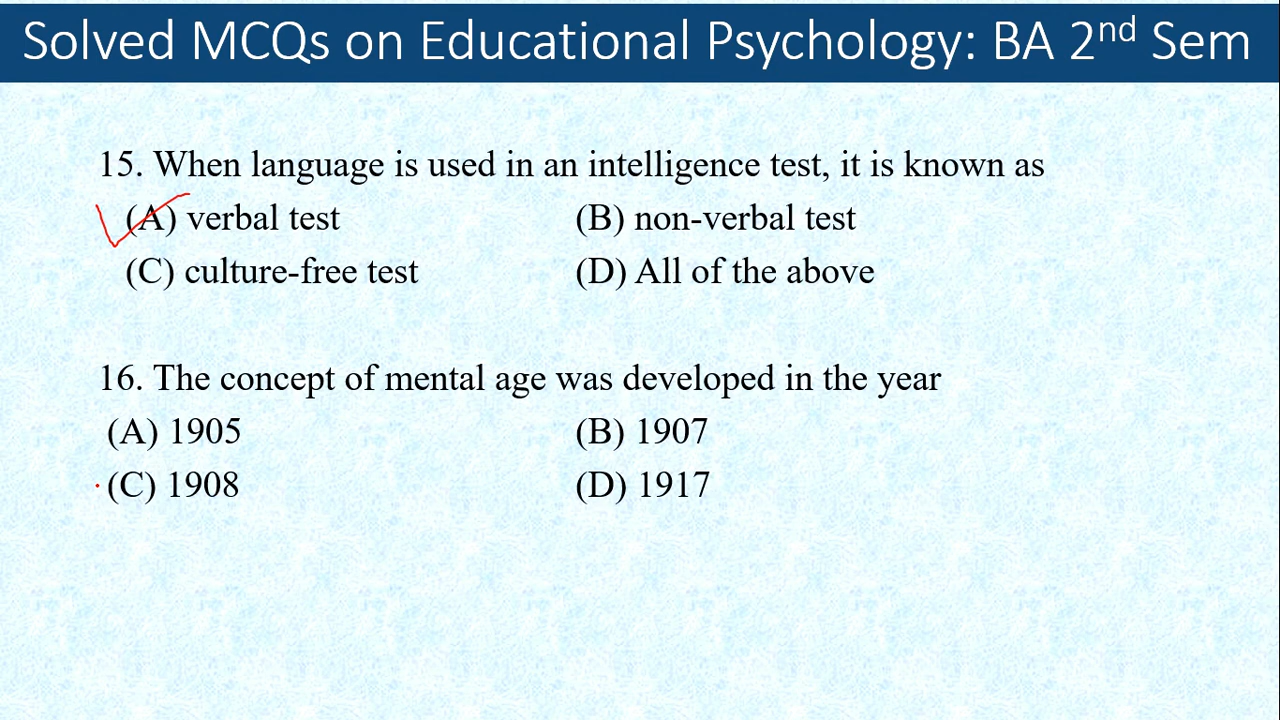 Solved MCQs on Educational Psychology: BA 2nd Sem
15. When language is used in an intelligence test, it is known as
(A) verbal test (B) non-verbal test
(C) culture-free test (D) All of the above
16. The concept of mental age was developed in the year
(A) 1905 (B) 1907
(C) 1908 (D) 1917